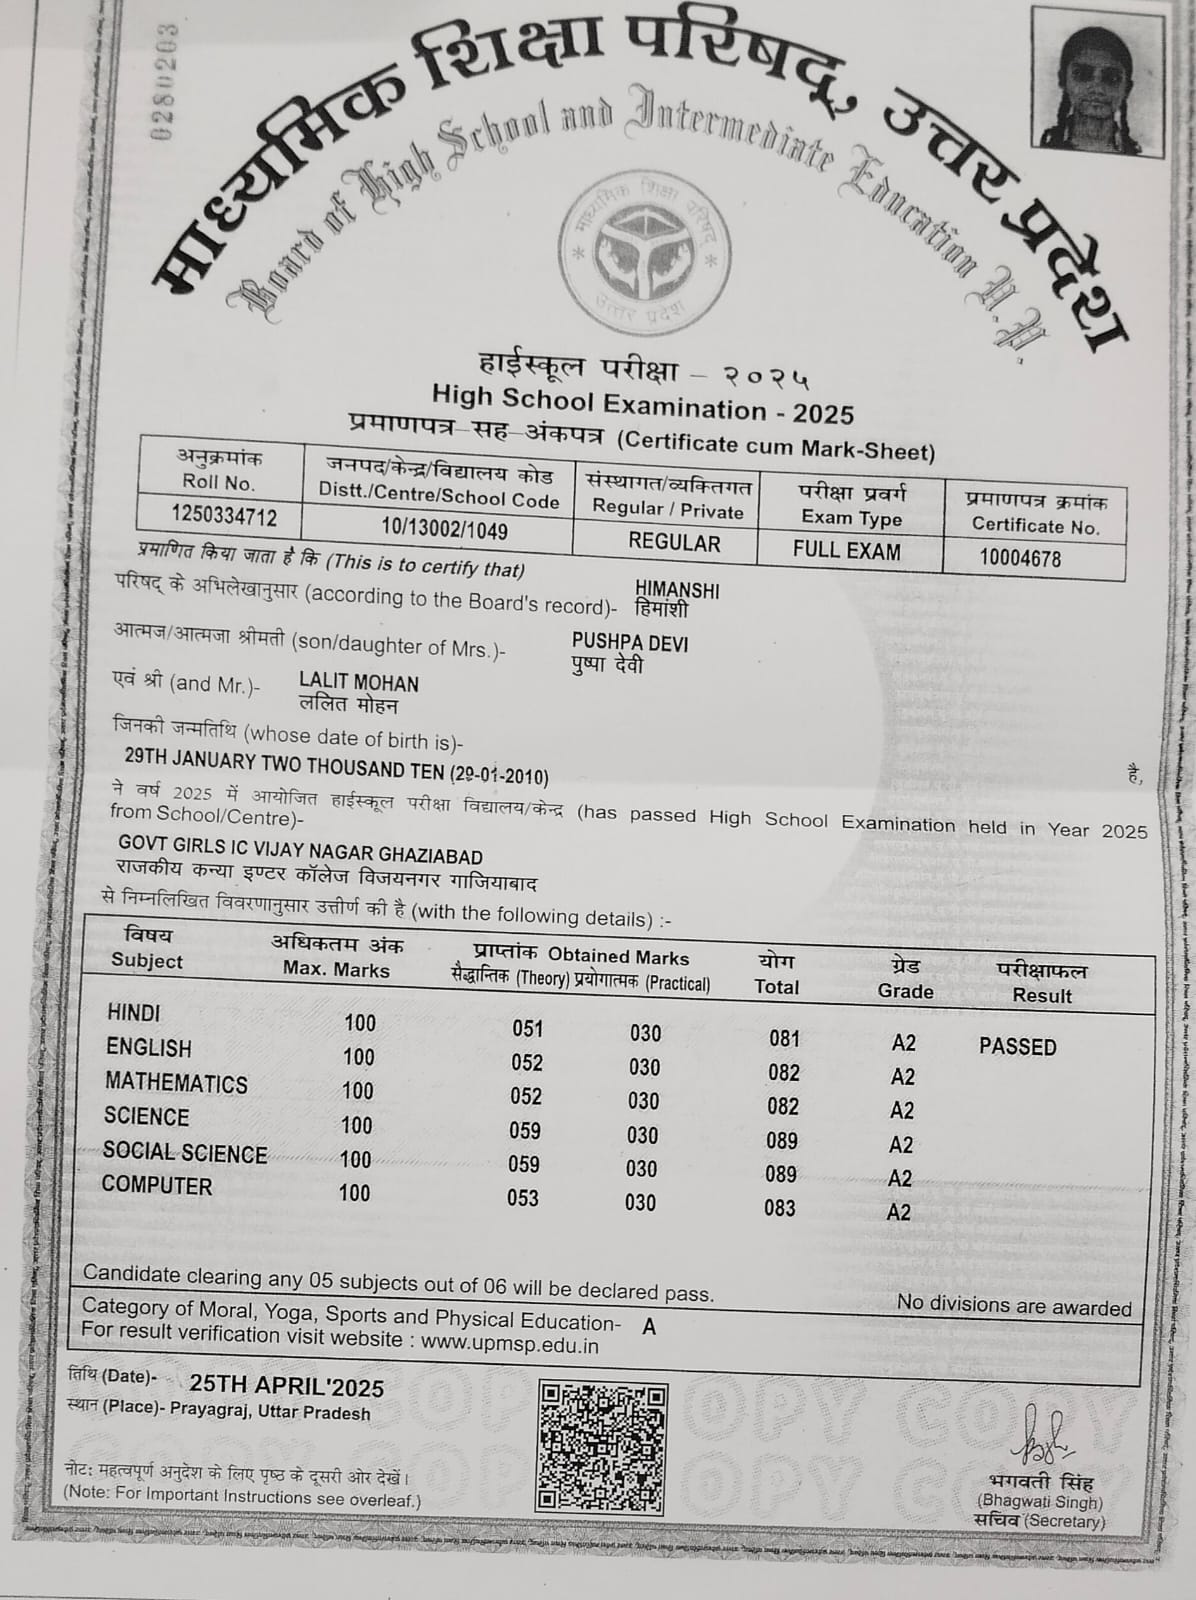 0280203
माध्यमिक शिक्षा परिषद्, उत्तर प्रदेश
Board of High School and Intermediate Education U.P.
माध्यमिक शिक्षा परिषद्
उत्तर प्रदेश
हाईस्कूल परीक्षा – २०२५
High School Examination - 2025
प्रमाणपत्र–सह–अंकपत्र (Certificate cum Mark-Sheet)
अनुक्रमांक जनपद/केन्द्र/विद्यालय कोड संस्थागत/व्यक्तिगत परीक्षा प्रवर्ग प्रमाणपत्र क्रमांक
Roll No. Distt./Centre/School Code Regular / Private Exam Type Certificate No.
1250334712 10/13002/1049 REGULAR FULL EXAM 10004678
प्रमाणित किया जाता है कि (This is to certify that)
परिषद् के अभिलेखानुसार (according to the Board's record)- HIMANSHI
हिमांशी
आत्मज/आत्मजा श्रीमती (son/daughter of Mrs.)- PUSHPA DEVI
पुष्पा देवी
एवं श्री (and Mr.)- LALIT MOHAN
ललित मोहन
जिनकी जन्मतिथि (whose date of birth is)-
29TH JANUARY TWO THOUSAND TEN (29-01-2010) है,
ने वर्ष 2025 में आयोजित हाईस्कूल परीक्षा विद्यालय/केन्द्र (has passed High School Examination held in Year 2025
from School/Centre)-
GOVT GIRLS IC VIJAY NAGAR GHAZIABAD
राजकीय कन्या इण्टर कॉलेज विजयनगर गाजियाबाद
से निम्नलिखित विवरणानुसार उत्तीर्ण की है (with the following details) :-
विषय अधिकतम अंक प्राप्तांक Obtained Marks योग ग्रेड परीक्षाफल
Subject Max. Marks सैद्धान्तिक (Theory) प्रयोगात्मक (Practical) Total Grade Result
HINDI 100 051 030 081 A2 PASSED
ENGLISH 100 052 030 082 A2
MATHEMATICS 100 052 030 082 A2
SCIENCE 100 059 030 089 A2
SOCIAL SCIENCE 100 059 030 089 A2
COMPUTER 100 053 030 083 A2
Candidate clearing any 05 subjects out of 06 will be declared pass. No divisions are awarded
Category of Moral, Yoga, Sports and Physical Education- A
For result verification visit website : www.upmsp.edu.in
तिथि (Date)- 25TH APRIL'2025
स्थान (Place)- Prayagraj, Uttar Pradesh
COPY COPY
नोट: महत्वपूर्ण अनुदेश के लिए पृष्ठ के दूसरी ओर देखें।
(Note: For Important Instructions see overleaf.)
भगवती सिंह
(Bhagwati Singh)
सचिव (Secretary)